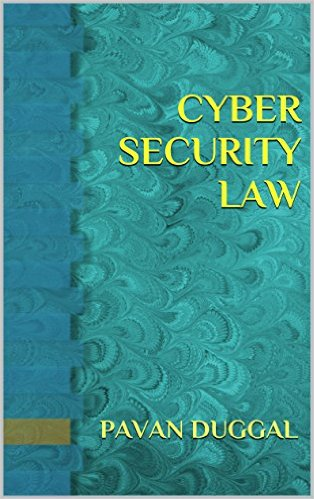 CYBER
SECURITY
LAW
PAVAN DUGGAL